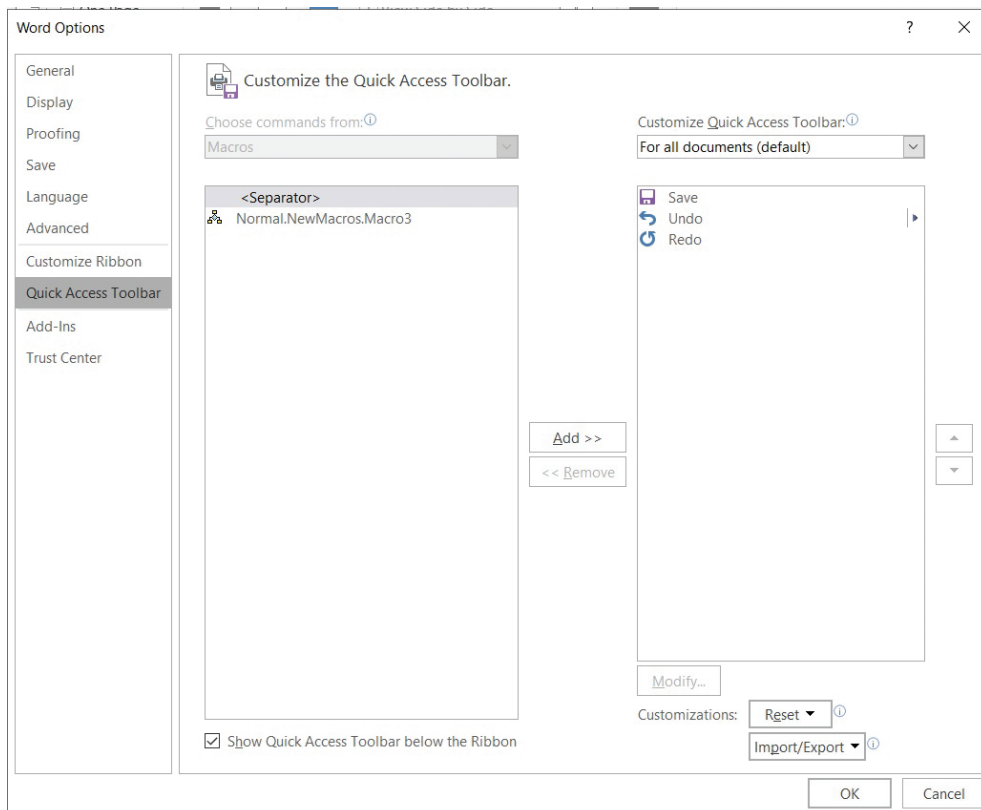 Word Options
?
General
Display
Proofing
Save
Language
Advanced
Customize Ribbon
Quick Access Toolbar
Add-Ins
Trust Center
Customize the Quick Access Toolbar.
Choose commands from:
Macros
<Separator>
Normal.NewMacros.Macro3
Show Quick Access Toolbar below the Ribbon
Add >>
<< Remove
Customize Quick Access Toolbar:
For all documents (default)
Save
Undo
Redo
Modify...
Customizations:
Reset
Import/Export
OK
Cancel